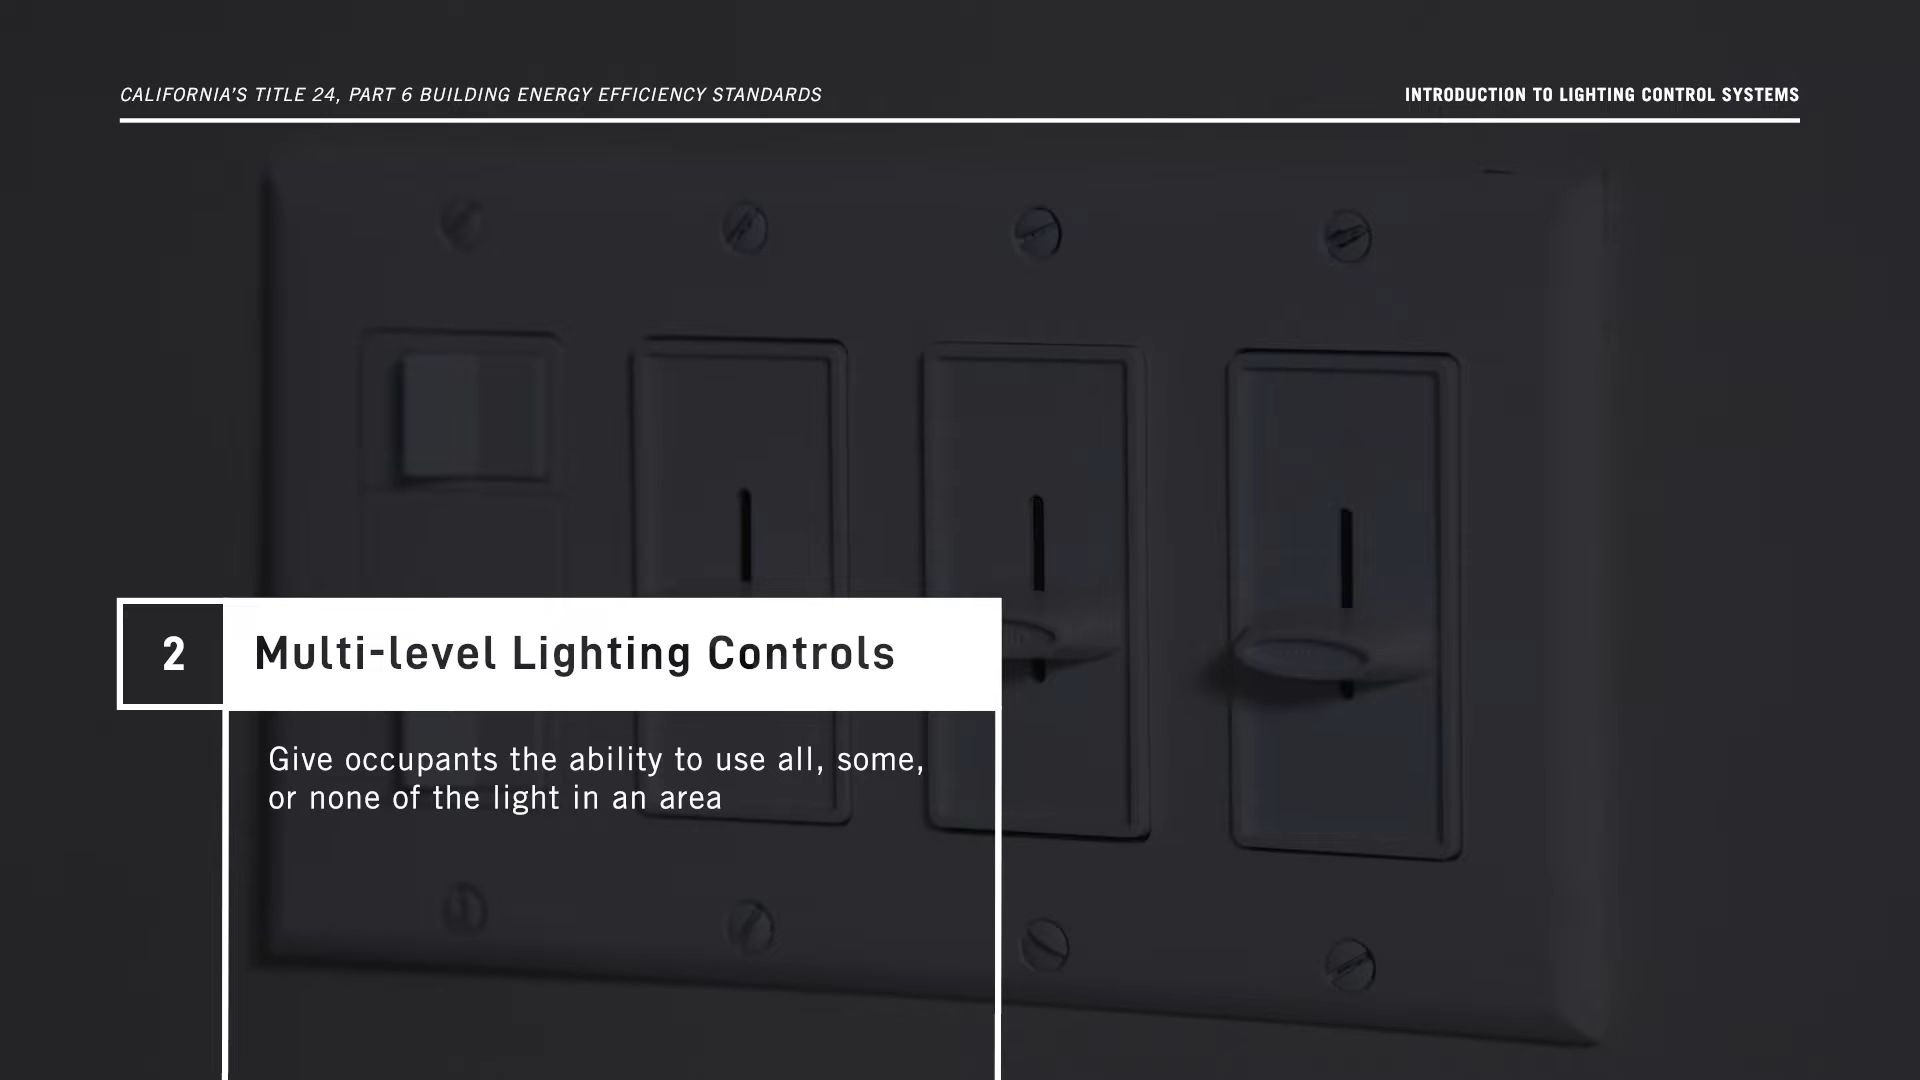 CALIFORNIA'S TITLE 24, PART 6 BUILDING ENERGY EFFICIENCY STANDARDS
INTRODUCTION TO LIGHTING CONTROL SYSTEMS
2 Multi-level Lighting Controls
Give occupants the ability to use all, some,
or none of the light in an area